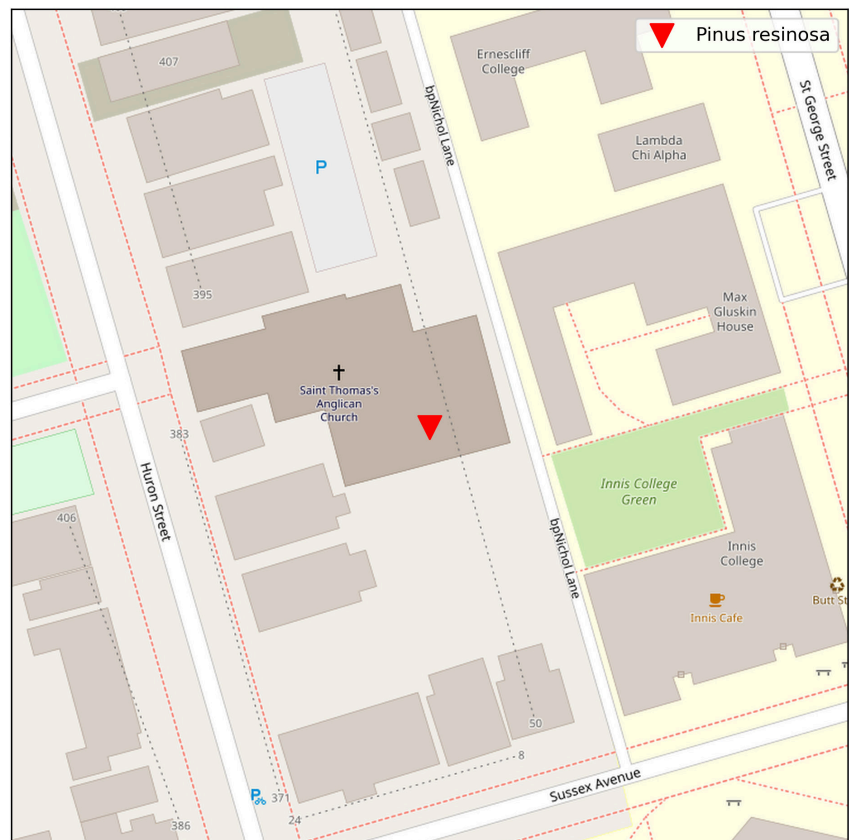 Pinus resinosa
407
Ernescliff
College
bpNichol Lane
St George Street
Lambda
Chi Alpha
P
395
Max
Gluskin
House
Saint Thomas's
Anglican
Church
383
Huron Street
406
Innis College
Green
bpNichol Lane
Innis
College
Innis Cafe
Butt St
50
8
Sussex Avenue
P
371
24
386